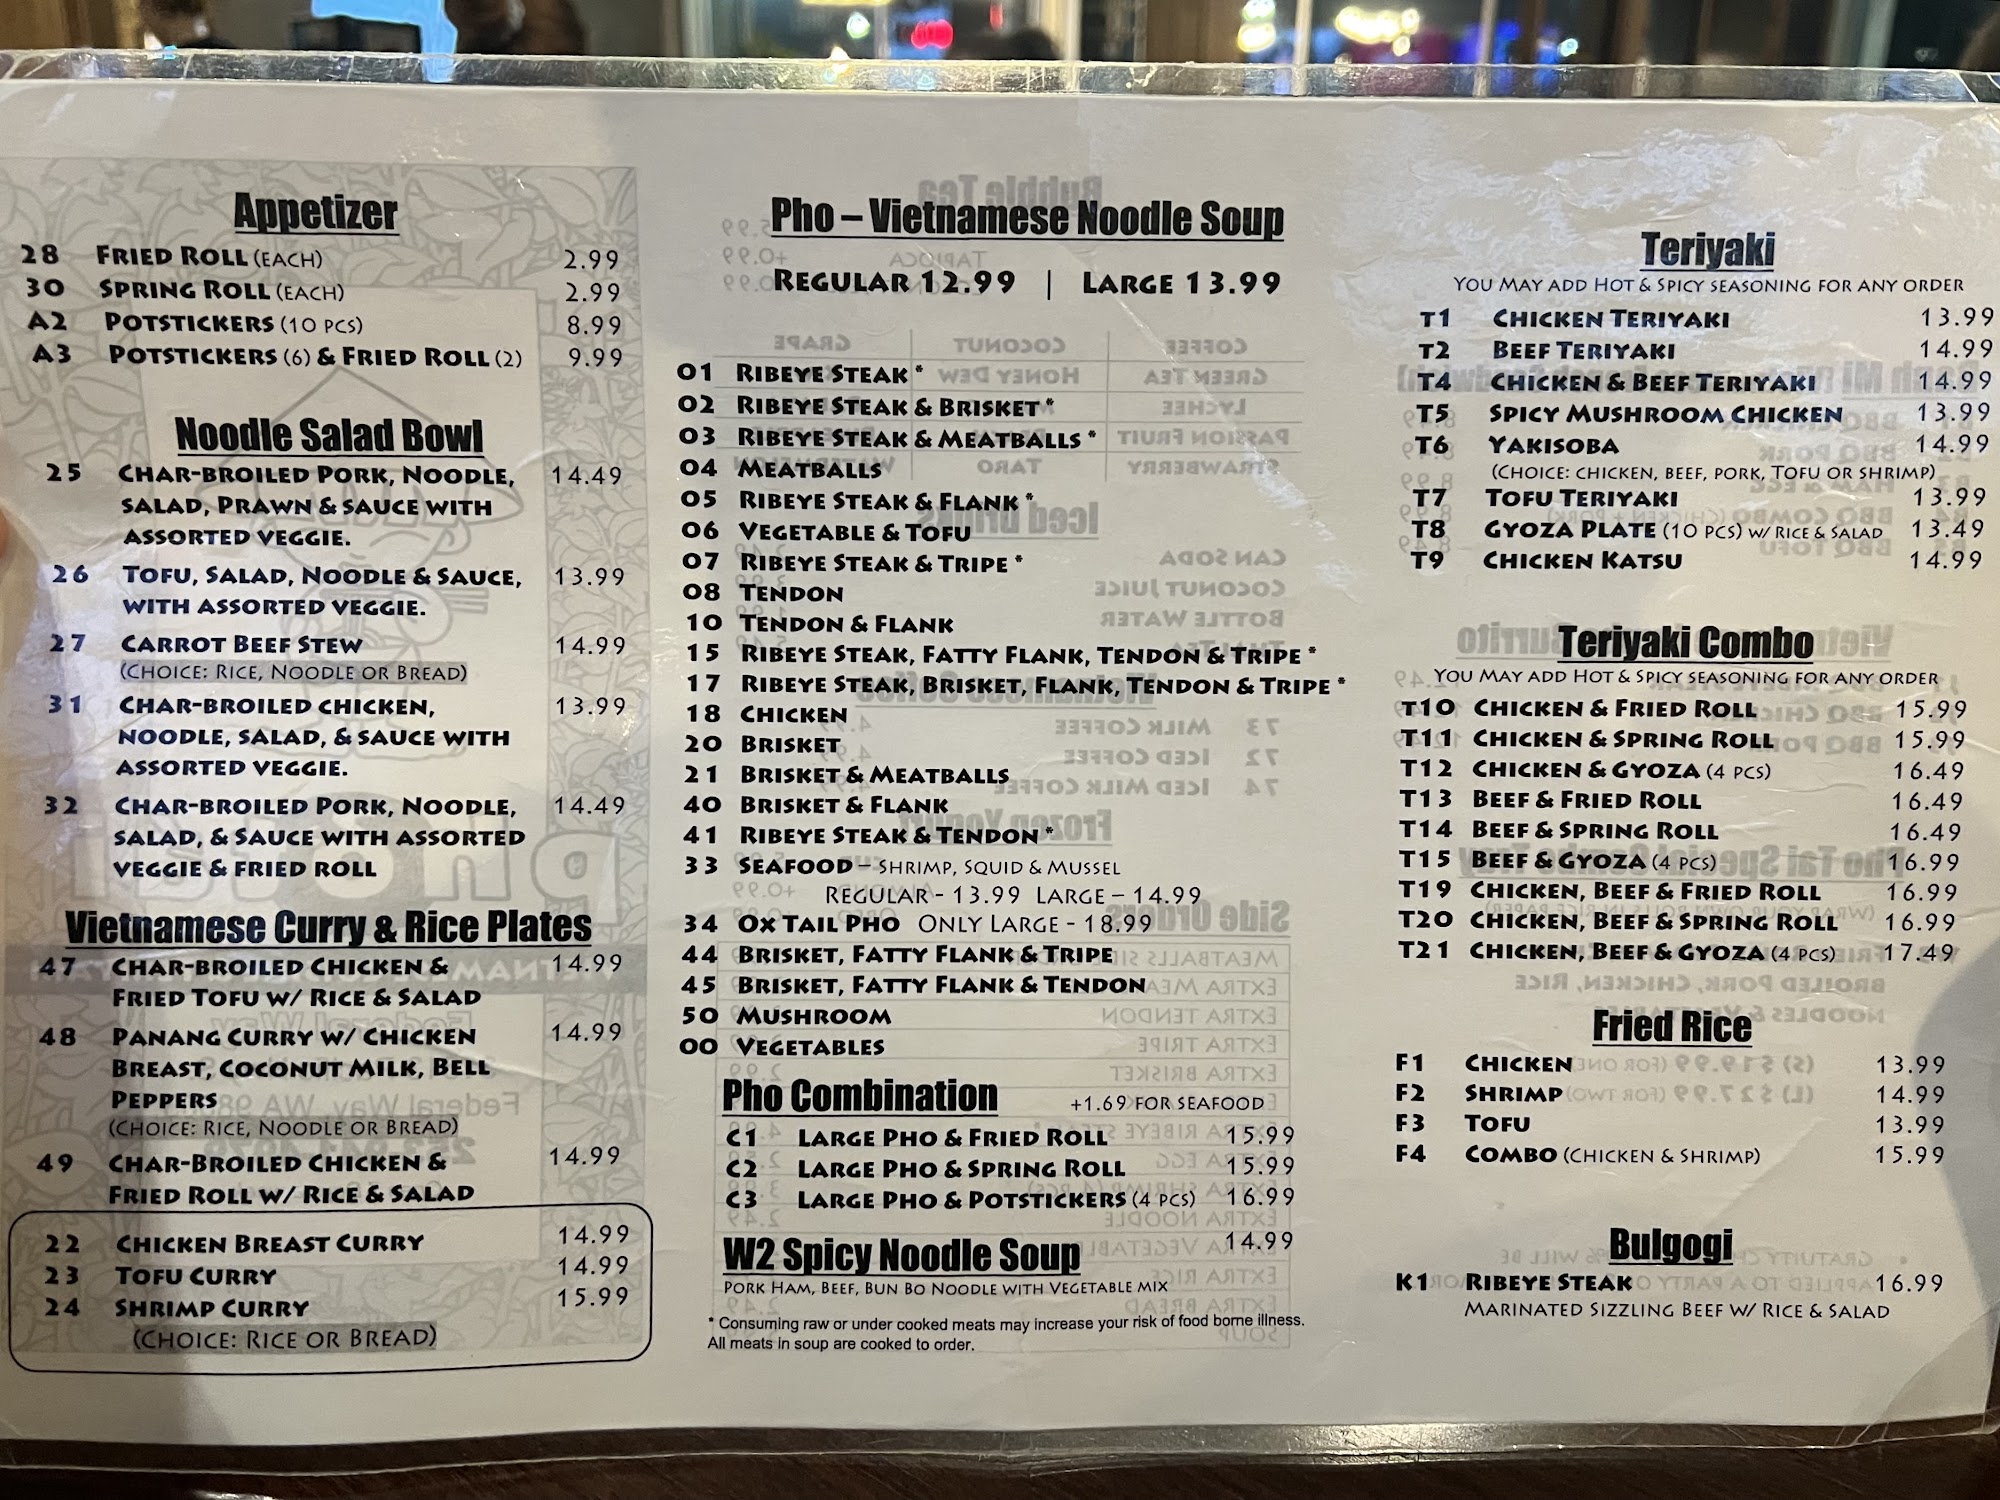 Appetizer
28 FRIED ROLL (EACH) 2.99
30 SPRING ROLL (EACH) 2.99
A2 POTSTICKERS (10 PCS) 8.99
A3 POTSTICKERS (6) & FRIED ROLL (2) 9.99
Noodle Salad Bowl
25 CHAR-BROILED PORK, NOODLE, 14.49
SALAD, PRAWN & SAUCE WITH
ASSORTED VEGGIE.
26 TOFU, SALAD, NOODLE & SAUCE, 13.99
WITH ASSORTED VEGGIE.
27 CARROT BEEF STEW 14.99
(CHOICE: RICE, NOODLE OR BREAD)
31 CHAR-BROILED CHICKEN, 13.99
NOODLE, SALAD, & SAUCE WITH
ASSORTED VEGGIE.
32 CHAR-BROILED PORK, NOODLE, 14.49
SALAD, & SAUCE WITH ASSORTED
VEGGIE & FRIED ROLL
Vietnamese Curry & Rice Plates
47 CHAR-BROILED CHICKEN & 14.99
FRIED TOFU W/ RICE & SALAD
48 PANANG CURRY W/ CHICKEN 14.99
BREAST, COCONUT MILK, BELL
PEPPERS
(CHOICE: RICE, NOODLE OR BREAD)
49 CHAR-BROILED CHICKEN & 14.99
FRIED ROLL W/ RICE & SALAD
22 CHICKEN BREAST CURRY 14.99
23 TOFU CURRY 14.99
24 SHRIMP CURRY 15.99
(CHOICE: RICE OR BREAD)
Pho – Vietnamese Noodle Soup
REGULAR 12.99 | LARGE 13.99
01 RIBEYE STEAK *
02 RIBEYE STEAK & BRISKET *
03 RIBEYE STEAK & MEATBALLS *
04 MEATBALLS
05 RIBEYE STEAK & FLANK *
06 VEGETABLE & TOFU
07 RIBEYE STEAK & TRIPE *
08 TENDON
10 TENDON & FLANK
15 RIBEYE STEAK, FATTY FLANK, TENDON & TRIPE *
17 RIBEYE STEAK, BRISKET, FLANK, TENDON & TRIPE *
18 CHICKEN
20 BRISKET
21 BRISKET & MEATBALLS
40 BRISKET & FLANK
41 RIBEYE STEAK & TENDON *
33 SEAFOOD – SHRIMP, SQUID & MUSSEL
REGULAR - 13.99 LARGE – 14.99
34 OX TAIL PHO ONLY LARGE - 18.99
44 BRISKET, FATTY FLANK & TRIPE
45 BRISKET, FATTY FLANK & TENDON
50 MUSHROOM
00 VEGETABLES
Pho Combination +1.69 FOR SEAFOOD
C1 LARGE PHO & FRIED ROLL 15.99
C2 LARGE PHO & SPRING ROLL 15.99
C3 LARGE PHO & POTSTICKERS (4 PCS) 16.99
W2 Spicy Noodle Soup 14.99
PORK HAM, BEEF, BUN BO NOODLE WITH VEGETABLE MIX
* Consuming raw or under cooked meats may increase your risk of food borne illness.
All meats in soup are cooked to order.
Teriyaki
YOU MAY ADD HOT & SPICY SEASONING FOR ANY ORDER
T1 CHICKEN TERIYAKI 13.99
T2 BEEF TERIYAKI 14.99
T4 CHICKEN & BEEF TERIYAKI 14.99
T5 SPICY MUSHROOM CHICKEN 13.99
T6 YAKISOBA 14.99
(CHOICE: CHICKEN, BEEF, PORK, TOFU OR SHRIMP)
T7 TOFU TERIYAKI 13.99
T8 GYOZA PLATE (10 PCS) W/ RICE & SALAD 13.49
T9 CHICKEN KATSU 14.99
Teriyaki Combo
YOU MAY ADD HOT & SPICY SEASONING FOR ANY ORDER
T10 CHICKEN & FRIED ROLL 15.99
T11 CHICKEN & SPRING ROLL 15.99
T12 CHICKEN & GYOZA (4 PCS) 16.49
T13 BEEF & FRIED ROLL 16.49
T14 BEEF & SPRING ROLL 16.49
T15 BEEF & GYOZA (4 PCS) 16.99
T19 CHICKEN, BEEF & FRIED ROLL 16.99
T20 CHICKEN, BEEF & SPRING ROLL 16.99
T21 CHICKEN, BEEF & GYOZA (4 PCS) 17.49
Fried Rice
F1 CHICKEN 13.99
F2 SHRIMP 14.99
F3 TOFU 13.99
F4 COMBO (CHICKEN & SHRIMP) 15.99
Bulgogi
K1 RIBEYE STEAK 16.99
MARINATED SIZZLING BEEF W/ RICE & SALAD